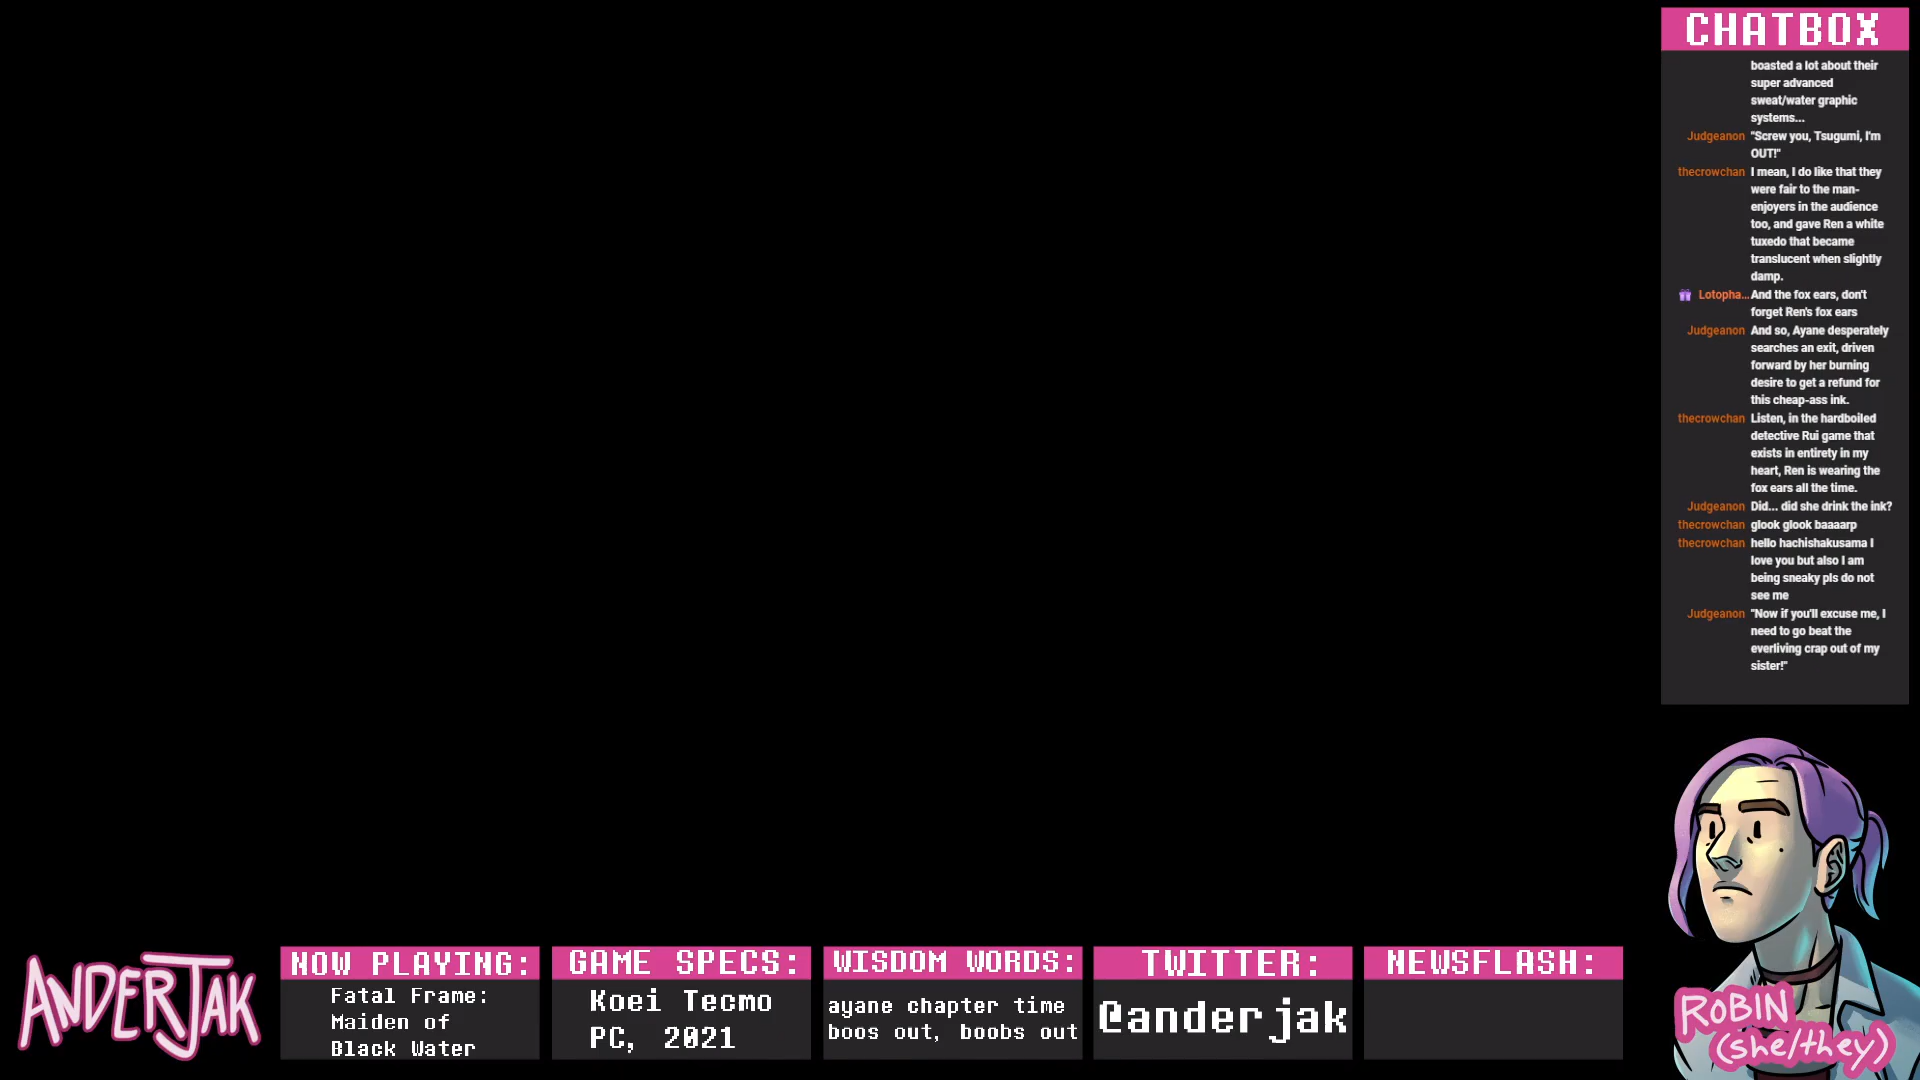 CHATBOX
boasted a lot about their
super advanced
sweat/water graphic
systems...
Judgeanon "Screw you, Tsugumi, I'm
OUT!"
thecrowchan I mean, I do like that they
were fair to the man-
enjoyers in the audience
too, and gave Ren a white
tuxedo that became
translucent when slightly
damp.
Lotopha... And the fox ears, don't
forget Ren's fox ears
Judgeanon And so, Ayane desperately
searches an exit, driven
forward by her burning
desire to get a refund for
this cheap-ass ink.
thecrowchan Listen, in the hardboiled
detective Rui game that
exists in entirety in my
heart, Ren is wearing the
fox ears all the time.
Judgeanon Did... did she drink the ink?
thecrowchan glook glook baaaarp
thecrowchan hello hachishakusama I
love you but also I am
being sneaky pls do not
see me
Judgeanon "Now if you'll excuse me, I
need to go beat the
everliving crap out of my
sister!"
ANDERJAK
NOW PLAYING:
Fatal Frame:
Maiden of
Black Water
GAME SPECS:
Koei Tecmo
PC, 2021
WISDOM WORDS:
ayane chapter time
boos out, boobs out
TWITTER:
@anderjak
NEWSFLASH:
ROBIN
(she/they)